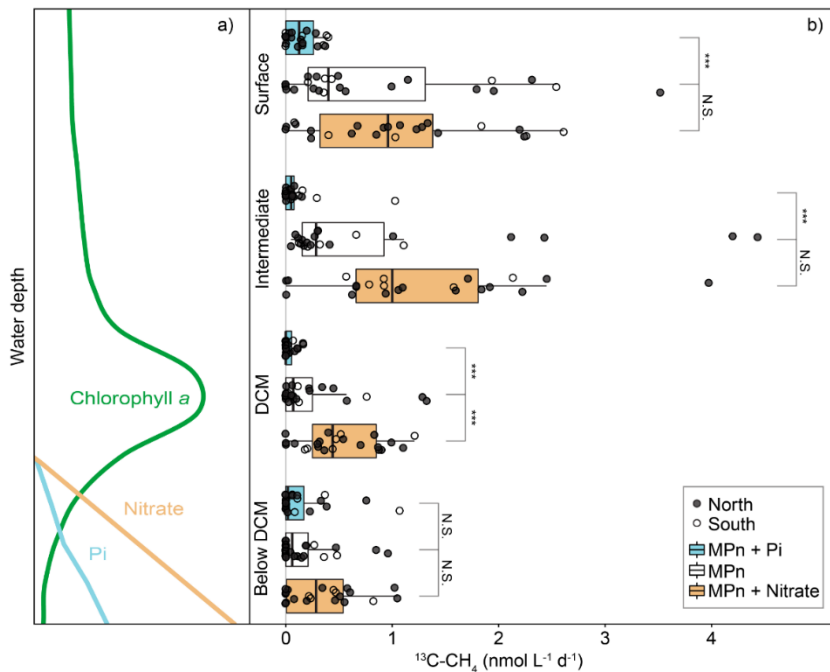 a)
b)
Water depth
Chlorophyll a
Nitrate
Pi
Surface
***
N.S.
Intermediate
***
N.S.
DCM
***
***
Below DCM
N.S.
N.S.
North
South
MPn + Pi
MPn
MPn + Nitrate
0 1 2 3 4
¹³C-CH₄ (nmol L⁻¹ d⁻¹)